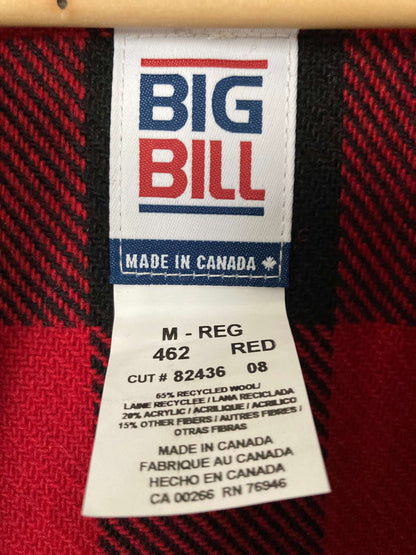 BIG
BILL
MADE IN CANADA
M - REG
462 RED
CUT # 82436 08
65% RECYCLED WOOL/
LAINE RECYCLEE / LANA RECICLADA
20% ACRYLIC / ACRILIQUE / ACRILICO
15% OTHER FIBERS / AUTRES FIBRES /
OTRAS FIBRAS
MADE IN CANADA
FABRIQUE AU CANADA
HECHO EN CANADA
CA 00266 RN 76946